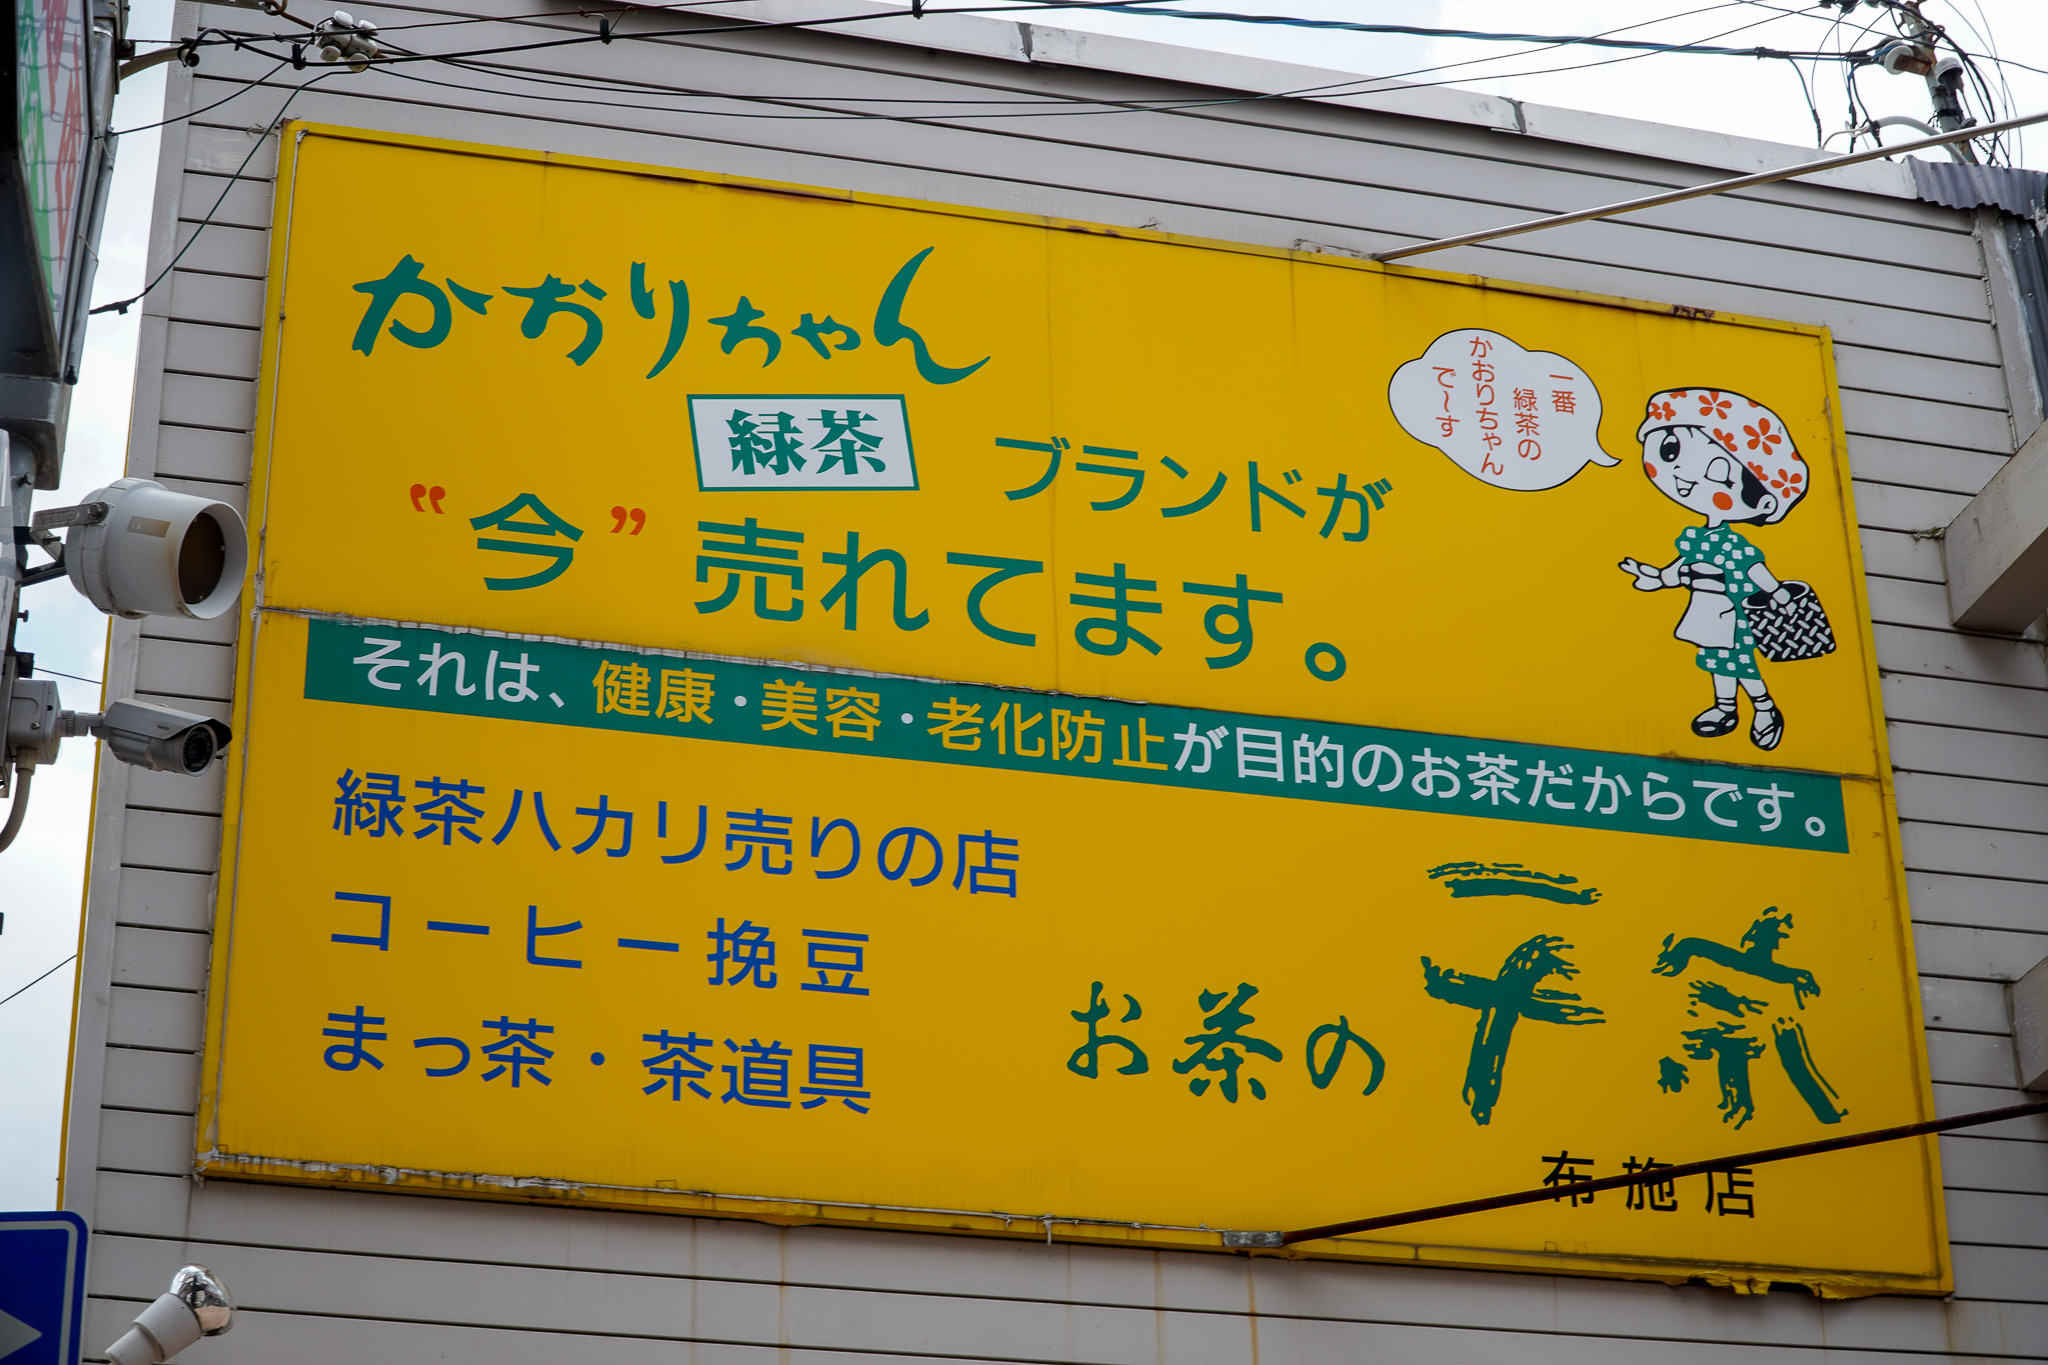 かおりちゃん
緑茶 ブランドが
“今” 売れてます。
一番
緑茶の
かおりちゃん
で〜す
それは、健康・美容・老化防止が目的のお茶だからです。
緑茶ハカリ売りの店
コーヒー挽豆
まっ茶・茶道具
お茶の一茶
布施店